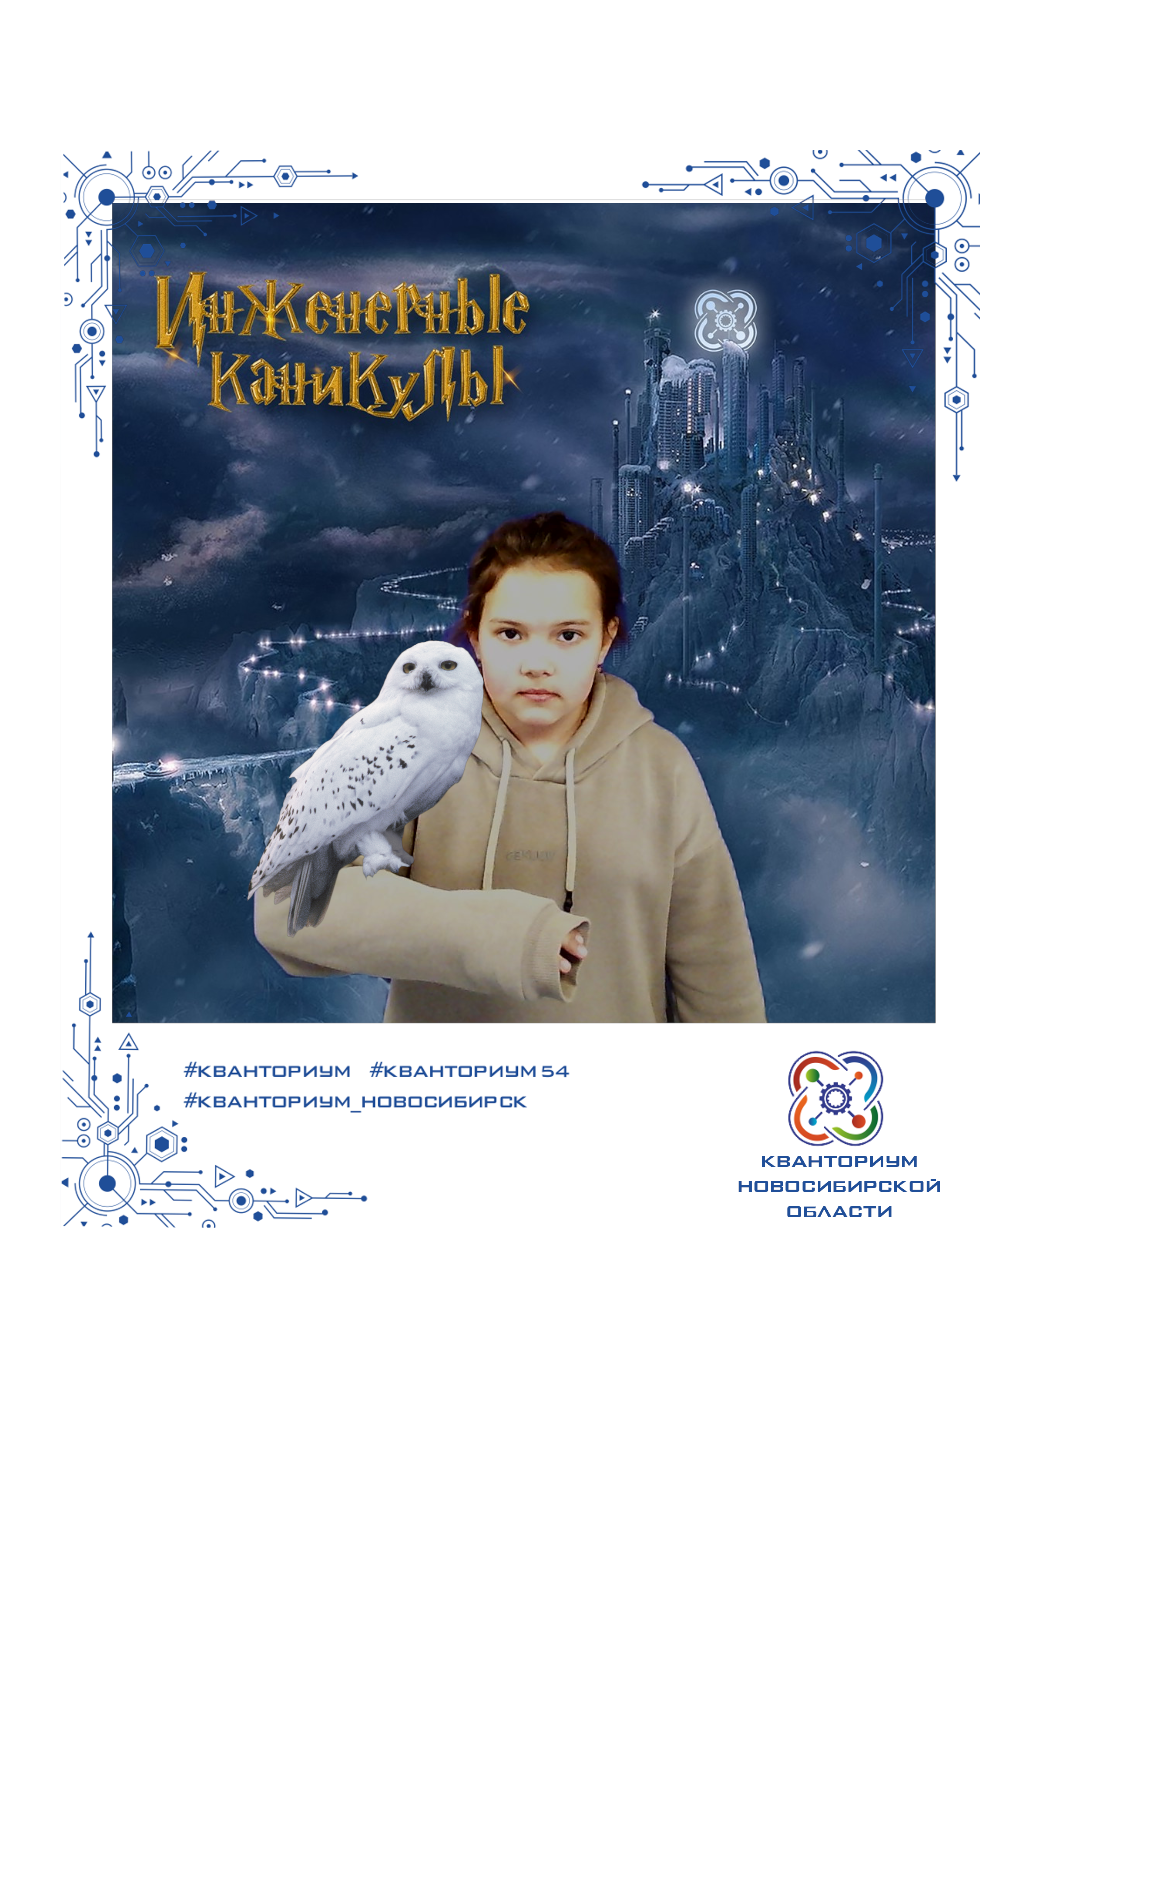 Инженерные
каникулы
#КВАНТОРИУМ #КВАНТОРИУМ 54
#КВАНТОРИУМ_НОВОСИБИРСК
КВАНТОРИУМ
НОВОСИБИРСКОЙ
ОБЛАСТИ